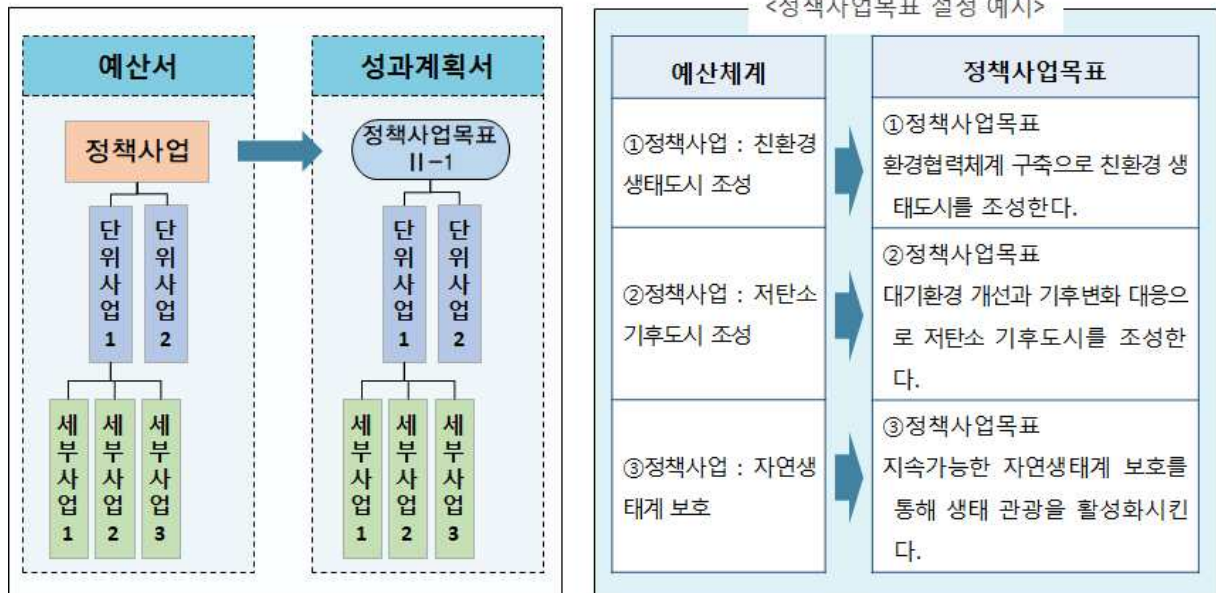 예산서
성과계획서
정책사업
정책사업목표
Ⅱ-1
단위사업1
단위사업2
단위사업1
단위사업2
세부사업1
세부사업2
세부사업3
세부사업1
세부사업2
세부사업3
<정책사업목표 설정 예시>
예산체계
정책사업목표
①정책사업 : 친환경
생태도시 조성
①정책사업목표
환경협력체계 구축으로 친환경 생
태도시를 조성한다.
②정책사업 : 저탄소
기후도시 조성
②정책사업목표
대기환경 개선과 기후변화 대응으
로 저탄소 기후도시를 조성한
다.
③정책사업 : 자연생
태계 보호
③정책사업목표
지속가능한 자연생태계 보호를
통해 생태 관광을 활성화시킨
다.